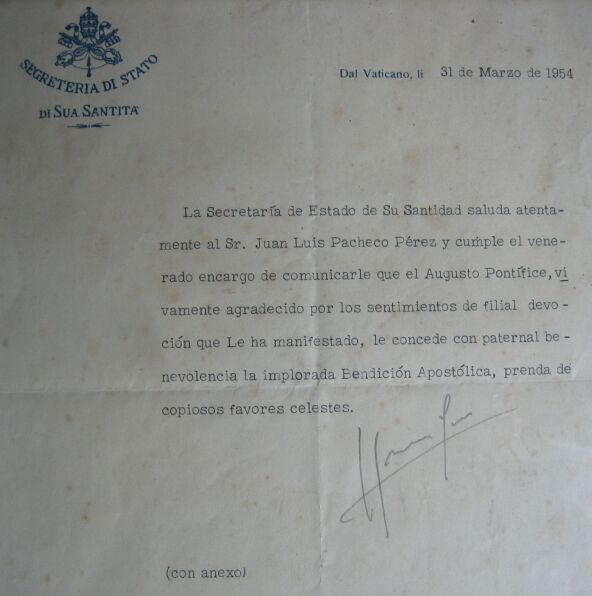 SEGRETERIA DI STATO
DI SUA SANTITA'
Dal Vaticano, li 31 de Marzo de 1954
La Secretaría de Estado de Su Santidad saluda atenta-
mente al Sr. Juan Luis Pacheco Pérez y cumple el vene-
rado encargo de comunicarle que el Augusto Pontífice, vi
vamente agradecido por los sentimientos de filial devo-
ción que Le ha manifestado, le concede con paternal be-
nevolencia la implorada Bendición Apostólica, prenda de
copiosos favores celestes.
(con anexo)